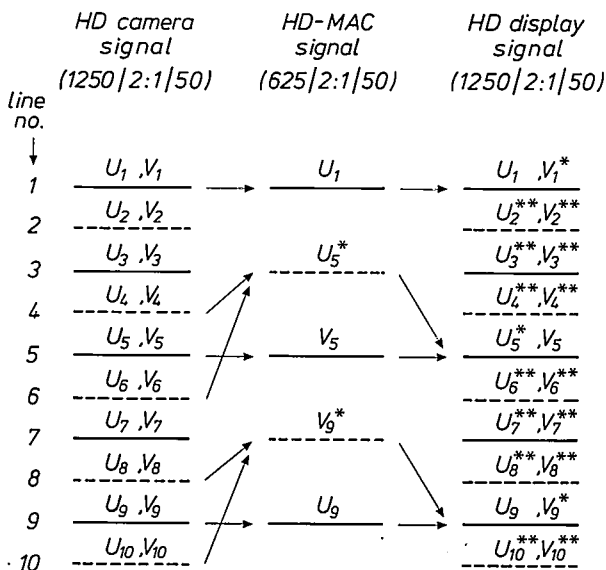 HD camera signal (1250/2:1/50)
HD-MAC signal (625/2:1/50)
HD display signal (1250/2:1/50)
line no.
1 U₁ ,V₁ U₁ U₁ ,V₁*
2 U₂ ,V₂ U₂**,V₂**
3 U₃ ,V₃ U₅* U₃**,V₃**
4 U₄ ,V₄ U₄**,V₄**
5 U₅ ,V₅ V₅ U₅* ,V₅
6 U₆ ,V₆ U₆**,V₆**
7 U₇ ,V₇ V₉* U₇**,V₇**
8 U₈ ,V₈ U₈**,V₈**
9 U₉ ,V₉ U₉ U₉ ,V₉*
10 U₁₀,V₁₀ U₁₀**,V₁₀**